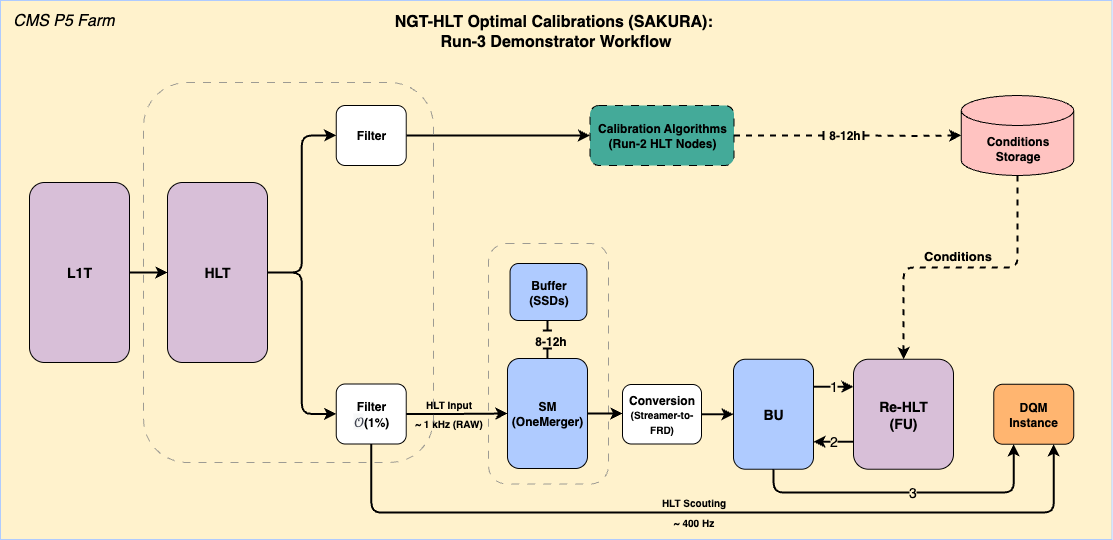 CMS P5 Farm
NGT-HLT Optimal Calibrations (SAKURA):
Run-3 Demonstrator Workflow
Filter
Calibration Algorithms
(Run-2 HLT Nodes)
8-12h
Conditions
Storage
L1T
HLT
Conditions
Buffer
(SSDs)
8-12h
Filter
𝒪(1%)
HLT Input
~ 1 kHz (RAW)
SM
(OneMerger)
Conversion
(Streamer-to-
FRD)
BU
1
2
Re-HLT
(FU)
DQM
Instance
3
HLT Scouting
~ 400 Hz